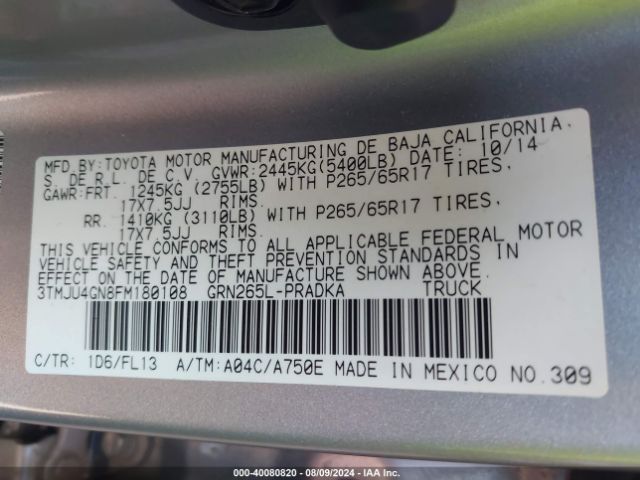 MFD BY:TOYOTA MOTOR MANUFACTURING DE BAJA CALIFORNIA,
S. DE R.L. DE C.V. GVWR:2445KG(5400LB) DATE: 10/14
GAWR:FRT. 1245KG (2755LB) WITH P265/65R17 TIRES,
17X7.5JJ RIMS.
RR. 1410KG (3110LB) WITH P265/65R17 TIRES,
17X7.5JJ RIMS.
THIS VEHICLE CONFORMS TO ALL APPLICABLE FEDERAL MOTOR
VEHICLE SAFETY AND THEFT PREVENTION STANDARDS IN
EFFECT ON THE DATE OF MANUFACTURE SHOWN ABOVE.
3TMJU4GN8FM180108 GRN265L-PRADKA TRUCK
C/TR: 1D6/FL13 A/TM:A04C/A750E MADE IN MEXICO NO.309
000-40080820 - 08/09/2024 - IAA Inc.